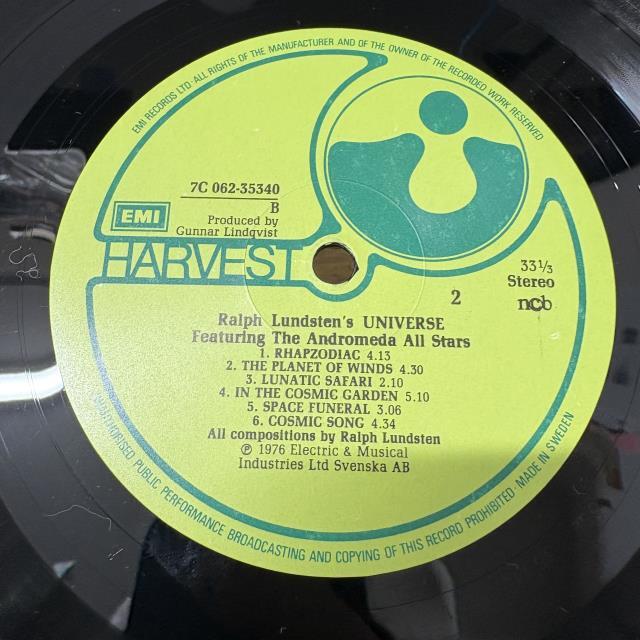 EMI RECORDS LTD · ALL RIGHTS OF THE MANUFACTURER AND OF THE OWNER OF THE RECORDED WORK RESERVED
7C 062-35340
B
EMI
Produced by
Gunnar Lindqvist
HARVEST
33⅓
Stereo
ncb
2
Ralph Lundsten's UNIVERSE
Featuring The Andromeda All Stars
1. RHAPZODIAC 4.13
2. THE PLANET OF WINDS 4.30
3. LUNATIC SAFARI 2.10
4. IN THE COSMIC GARDEN 5.10
5. SPACE FUNERAL 3.06
6. COSMIC SONG 4.34
All compositions by Ralph Lundsten
℗ 1976 Electric & Musical
Industries Ltd Svenska AB
UNAUTHORISED PUBLIC PERFORMANCE BROADCASTING AND COPYING OF THIS RECORD PROHIBITED · MADE IN SWEDEN